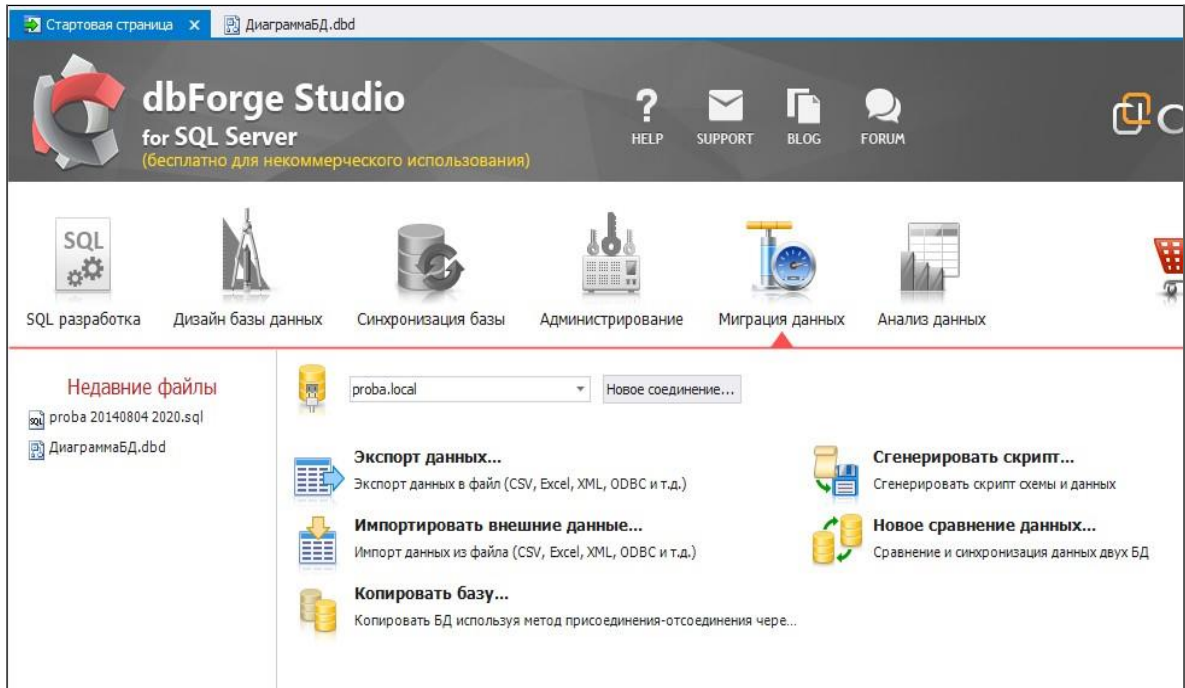 Стартовая страница
ДиаграммаБД.dbd
dbForge Studio
for SQL Server
(бесплатно для некоммерческого использования)
HELP
SUPPORT
BLOG
FORUM
SQL
SQL разработка
Дизайн базы данных
Синхронизация базы
Администрирование
Миграция данных
Анализ данных
Недавние файлы
proba 20140804 2020.sql
ДиаграммаБД.dbd
proba.local
Новое соединение...
Экспорт данных...
Экспорт данных в файл (CSV, Excel, XML, ODBC и т.д.)
Импортировать внешние данные...
Импорт данных из файла (CSV, Excel, XML, ODBC и т.д.)
Копировать базу...
Копировать БД используя метод присоединения-отсоединения чере...
Сгенерировать скрипт...
Сгенерировать скрипт схемы и данных
Новое сравнение данных...
Сравнение и синхронизация данных двух БД